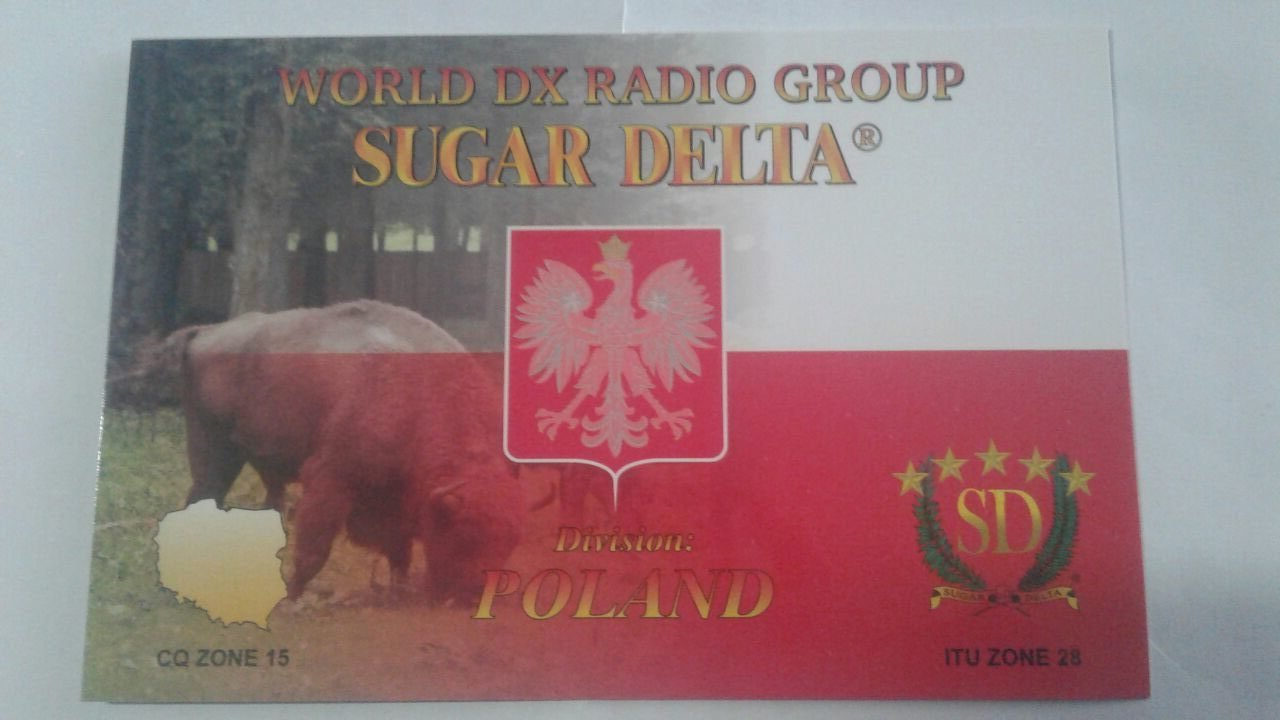 WORLD DX RADIO GROUP
SUGAR DELTA®
SD
SUGAR DELTA
®
Division:
POLAND
CQ ZONE 15
ITU ZONE 28